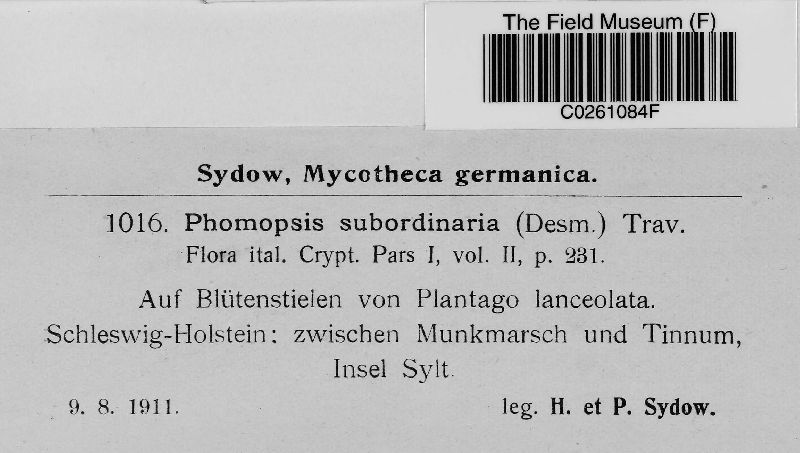 The Field Museum (F)
C0261084F
Sydow, Mycotheca germanica.
1016. Phomopsis subordinaria (Desm.) Trav.
Flora ital. Crypt. Pars I, vol. II, p. 231.
Auf Blütenstielen von Plantago lanceolata.
Schleswig-Holstein: zwischen Munkmarsch und Tinnum,
Insel Sylt.
9. 8. 1911. leg. H. et P. Sydow.